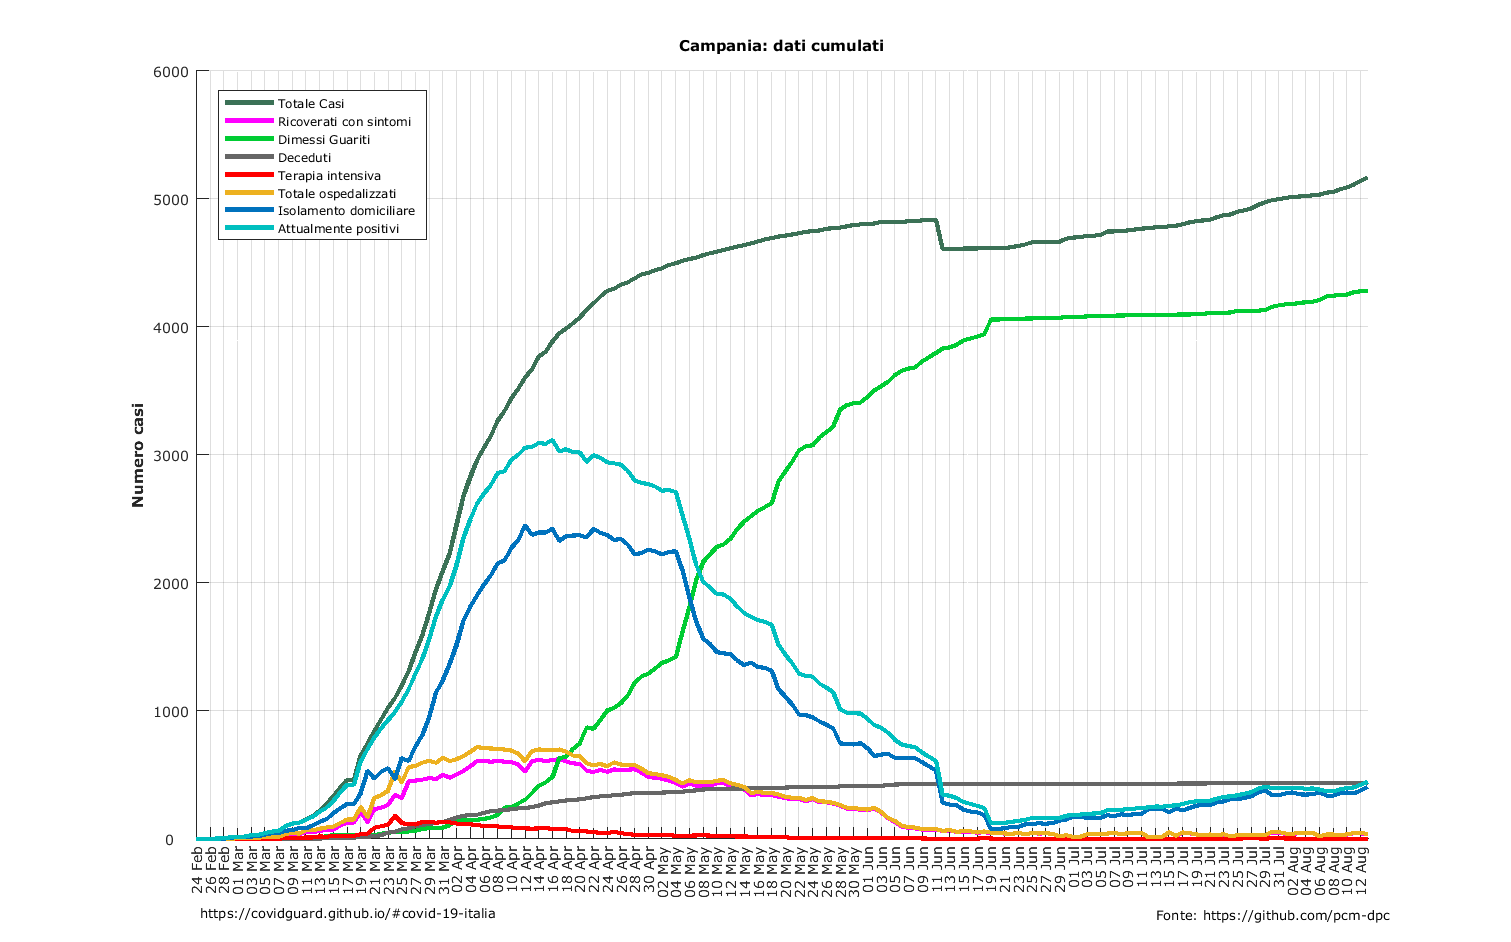 Campania: dati cumulati
6000
5000
4000
3000
2000
1000
0
Numero casi
Totale Casi
Ricoverati con sintomi
Dimessi Guariti
Deceduti
Terapia intensiva
Totale ospedalizzati
Isolamento domiciliare
Attualmente positivi
24 Feb
26 Feb
28 Feb
01 Mar
03 Mar
05 Mar
07 Mar
09 Mar
11 Mar
13 Mar
15 Mar
17 Mar
19 Mar
21 Mar
23 Mar
25 Mar
27 Mar
29 Mar
31 Mar
02 Apr
04 Apr
06 Apr
08 Apr
10 Apr
12 Apr
14 Apr
16 Apr
18 Apr
20 Apr
22 Apr
24 Apr
26 Apr
28 Apr
30 Apr
02 May
04 May
06 May
08 May
10 May
12 May
14 May
16 May
18 May
20 May
22 May
24 May
26 May
28 May
30 May
01 Jun
03 Jun
05 Jun
07 Jun
09 Jun
11 Jun
13 Jun
15 Jun
17 Jun
19 Jun
21 Jun
23 Jun
25 Jun
27 Jun
29 Jun
01 Jul
03 Jul
05 Jul
07 Jul
09 Jul
11 Jul
13 Jul
15 Jul
17 Jul
19 Jul
21 Jul
23 Jul
25 Jul
27 Jul
29 Jul
31 Jul
02 Aug
04 Aug
06 Aug
08 Aug
10 Aug
12 Aug
https://covidguard.github.io/#covid-19-italia
Fonte: https://github.com/pcm-dpc